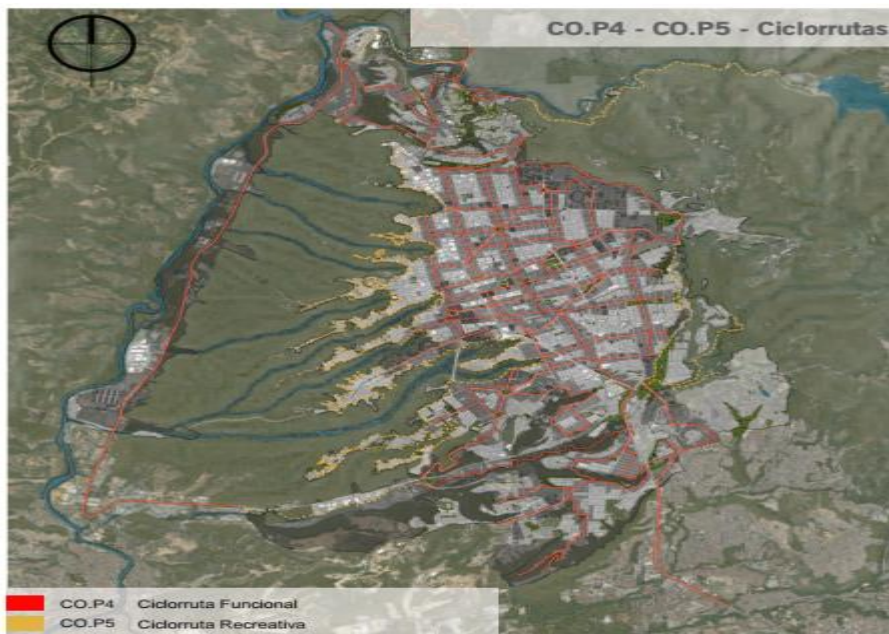 CO.P4 - CO.P5 - Ciclorrutas
CO.P4 Ciclorruta Funcional
CO.P5 Ciclorruta Recreativa